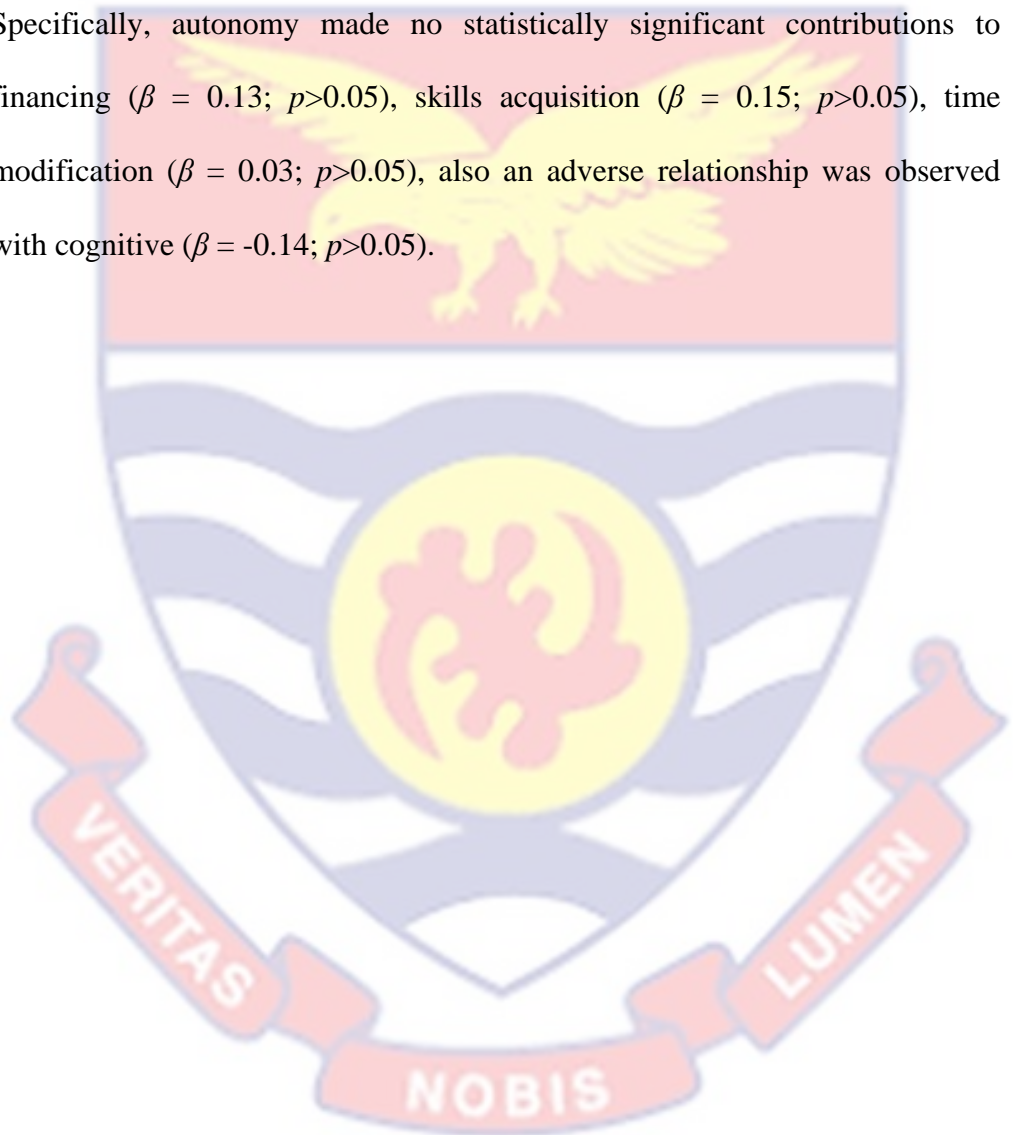 Specifically, autonomy made no statistically significant contributions to
financing (β = 0.13; p>0.05), skills acquisition (β = 0.15; p>0.05), time
modification (β = 0.03; p>0.05), also an adverse relationship was observed
with cognitive (β = -0.14; p>0.05).
VERITAS
NOBIS
LUMEN